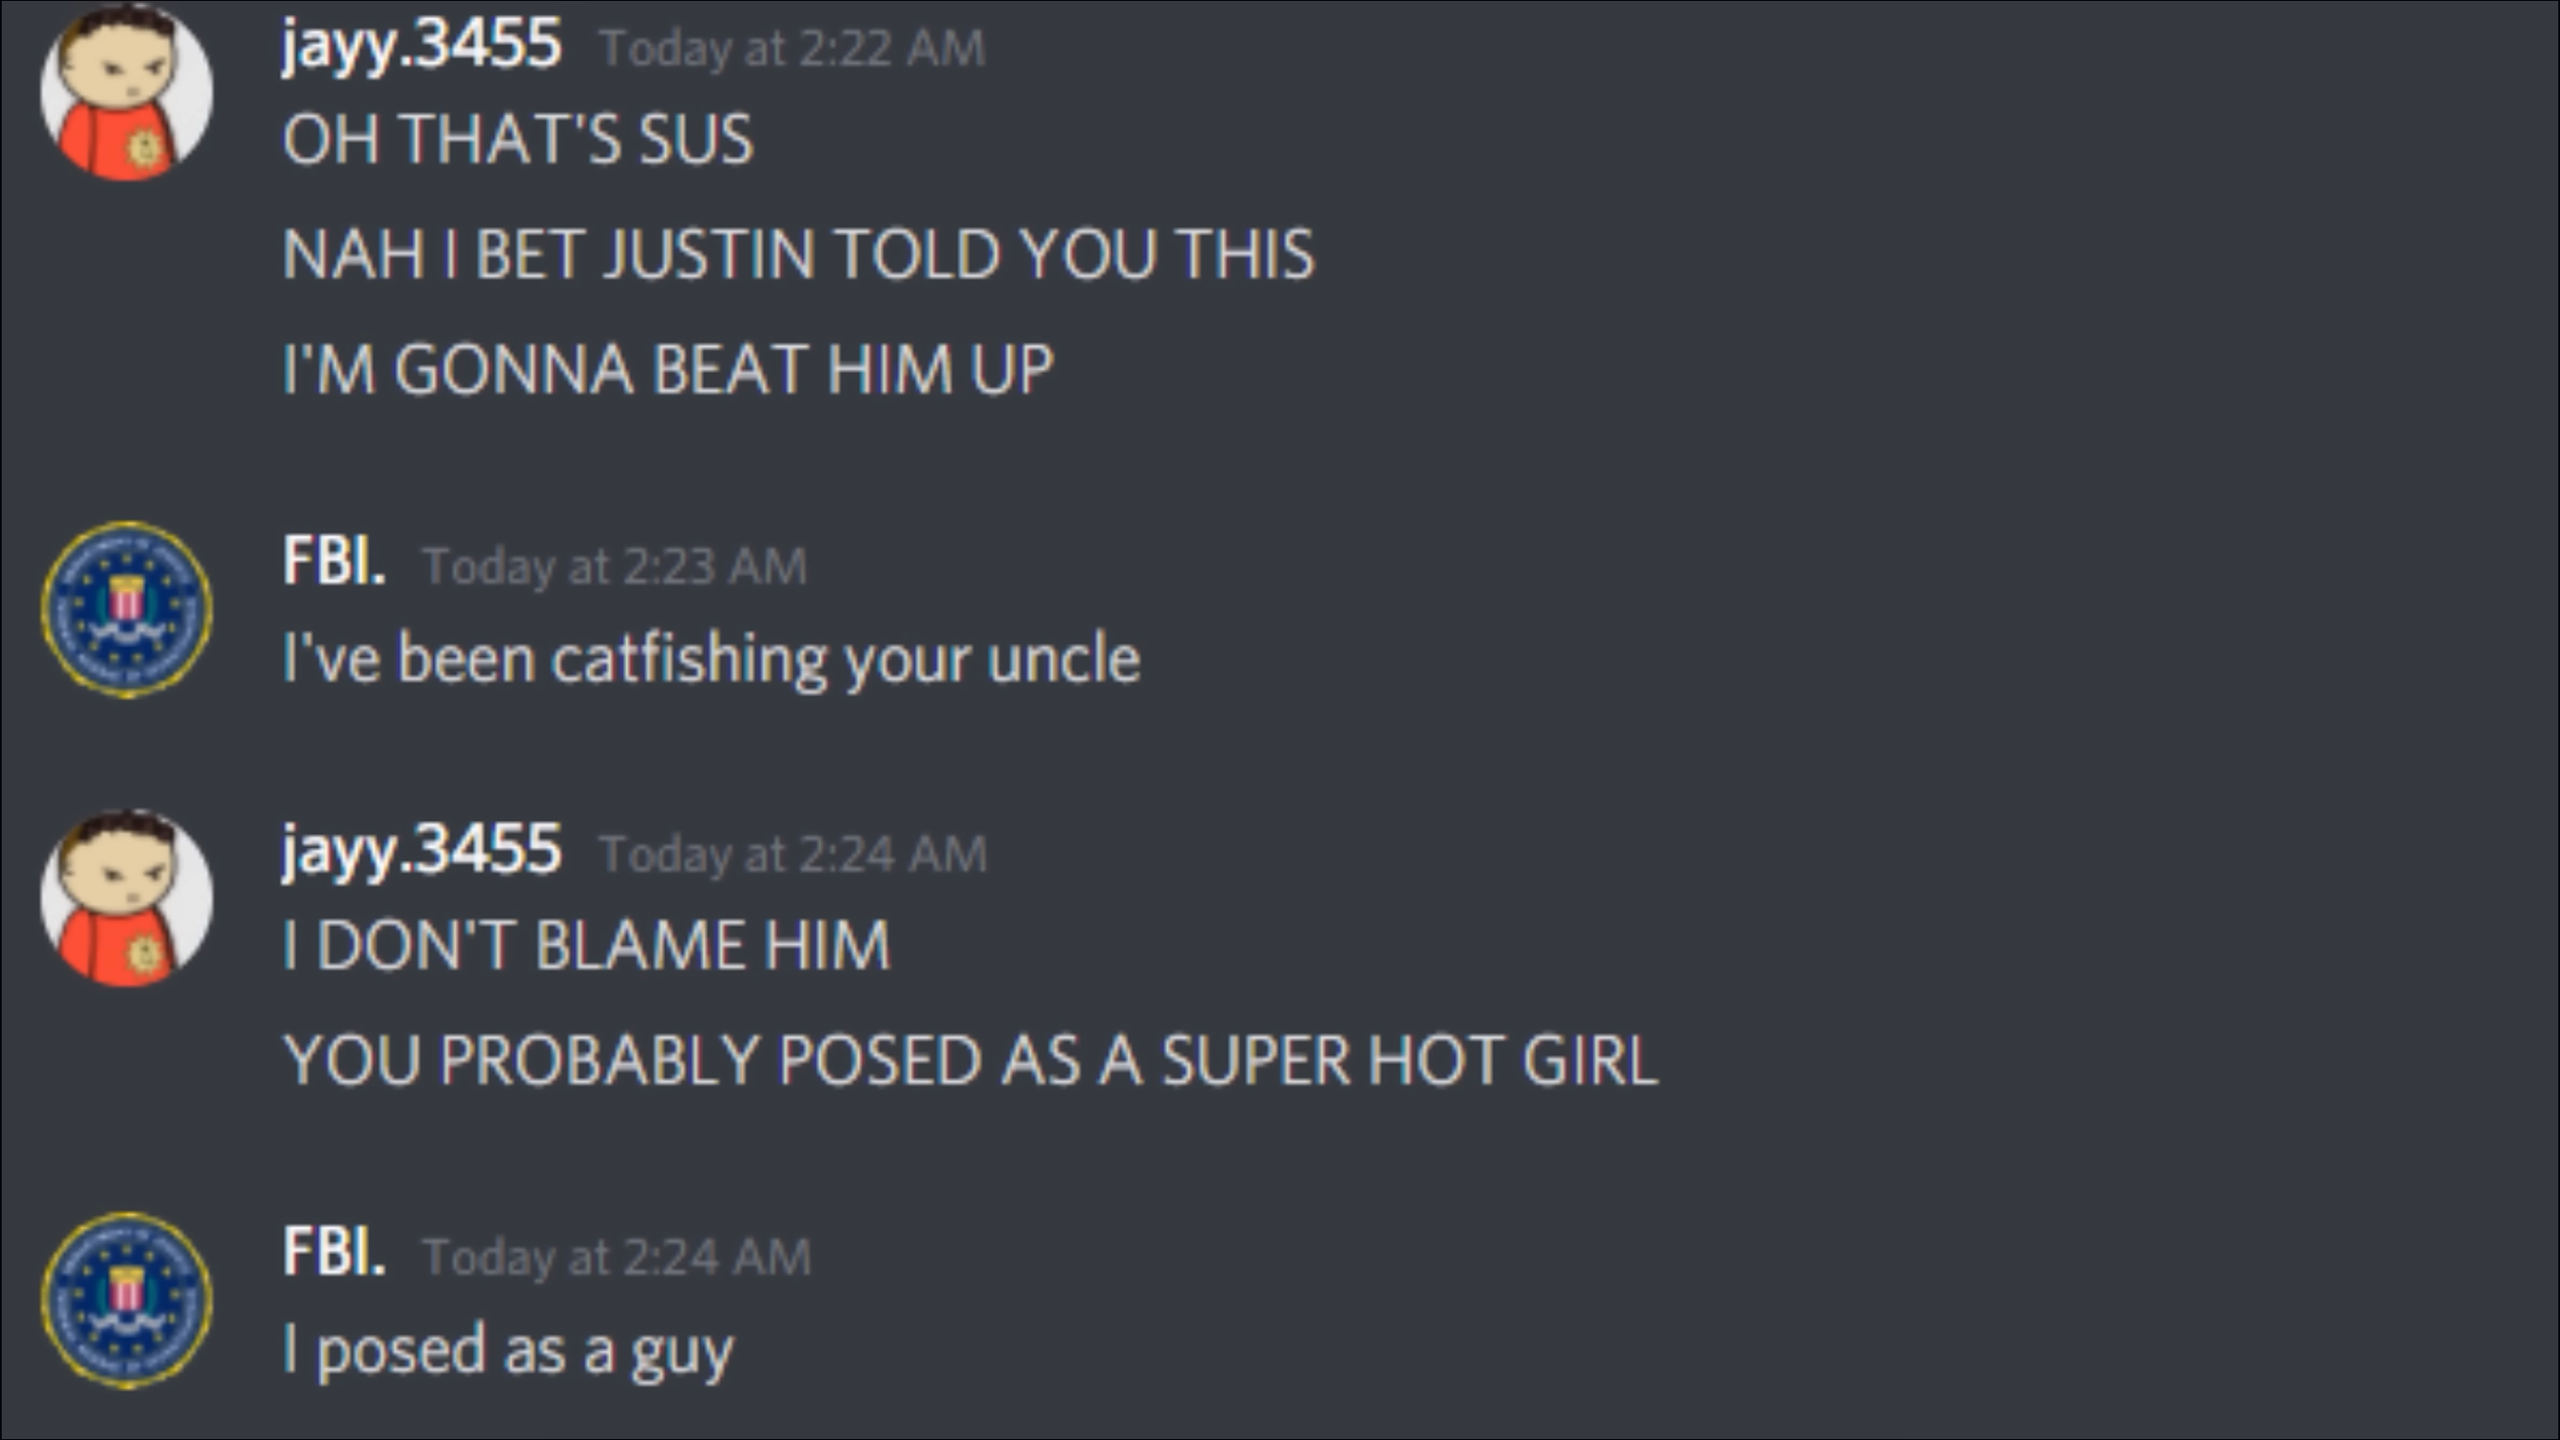 jayy.3455 Today at 2:22 AM
OH THAT'S SUS
NAH I BET JUSTIN TOLD YOU THIS
I'M GONNA BEAT HIM UP
FBI. Today at 2:23 AM
I've been catfishing your uncle
jayy.3455 Today at 2:24 AM
I DON'T BLAME HIM
YOU PROBABLY POSED AS A SUPER HOT GIRL
FBI. Today at 2:24 AM
I posed as a guy